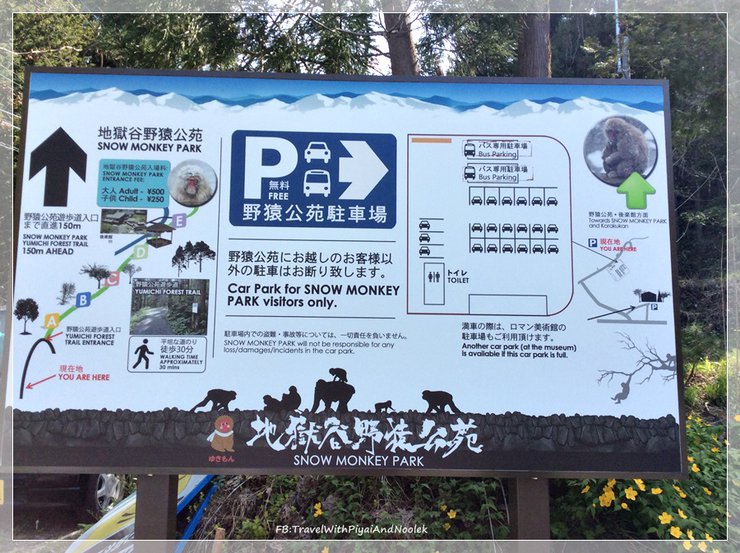 地獄谷野猿公苑
SNOW MONKEY PARK
地獄谷野猿公苑入場料:
SNOW MONKEY PARK
ENTRANCE FEE:
大人 Adult - ¥500
子供 Child - ¥250
野猿公苑遊歩道入口
まで直進150m
SNOW MONKEY PARK
YUMICHI FOREST TRAIL
150m AHEAD
E
D
C
B
A
YUMICHI FOREST TRAIL
野猿公苑遊歩道入口
YUMICHI FOREST
TRAIL ENTRANCE
現在地
YOU ARE HERE
平坦な道のり
徒歩30分
WALKING TIME
APPROXIMATELY
30 mins
P
無料
FREE
野猿公苑駐車場
野猿公苑にお越しのお客様以
外の駐車はお断り致します。
Car Park for SNOW MONKEY
PARK visitors only.
駐車場内での盗難・事故等については、一切責任を負いません。
SNOW MONKEY PARK will not be responsible for any
loss/damages/incidents in the car park.
バス専用駐車場
Bus Parking
バス専用駐車場
Bus Parking
トイレ
TOILET
満車の際は、ロマン美術館の
駐車場もご利用頂けます。
Another car park (at the museum)
is available if this car park is full.
野猿公苑・後楽館方面
Towards SNOW MONKEY PARK
and Korakukan
P
現在地
YOU ARE HERE
P
ゆきもん
地獄谷野猿公苑
SNOW MONKEY PARK
FB:TravelWithPiyaiAndNoolek